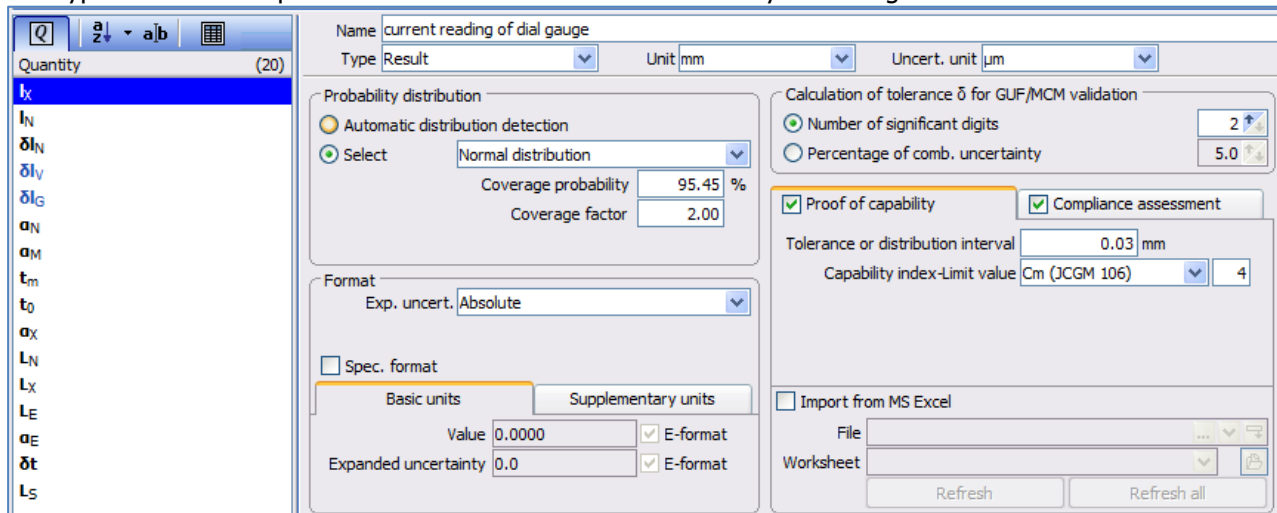 Q a z a b
Quantity (20)
lX
lN
δlN
δlV
δlG
αN
αM
tm
t0
αX
LN
LX
LE
αE
δt
LS
Name current reading of dial gauge
Type Result Unit mm Uncert. unit µm
Probability distribution
Automatic distribution detection
Select Normal distribution
Coverage probability 95.45 %
Coverage factor 2.00
Format
Exp. uncert. Absolute
Spec. format
Basic units Supplementary units
Value 0.0000 E-format
Expanded uncertainty 0.0 E-format
Calculation of tolerance δ for GUF/MCM validation
Number of significant digits 2
Percentage of comb. uncertainty 5.0
Proof of capability Compliance assessment
Tolerance or distribution interval 0.03 mm
Capability index-Limit value Cm (JCGM 106) 4
Import from MS Excel
File ...
Worksheet
Refresh Refresh all